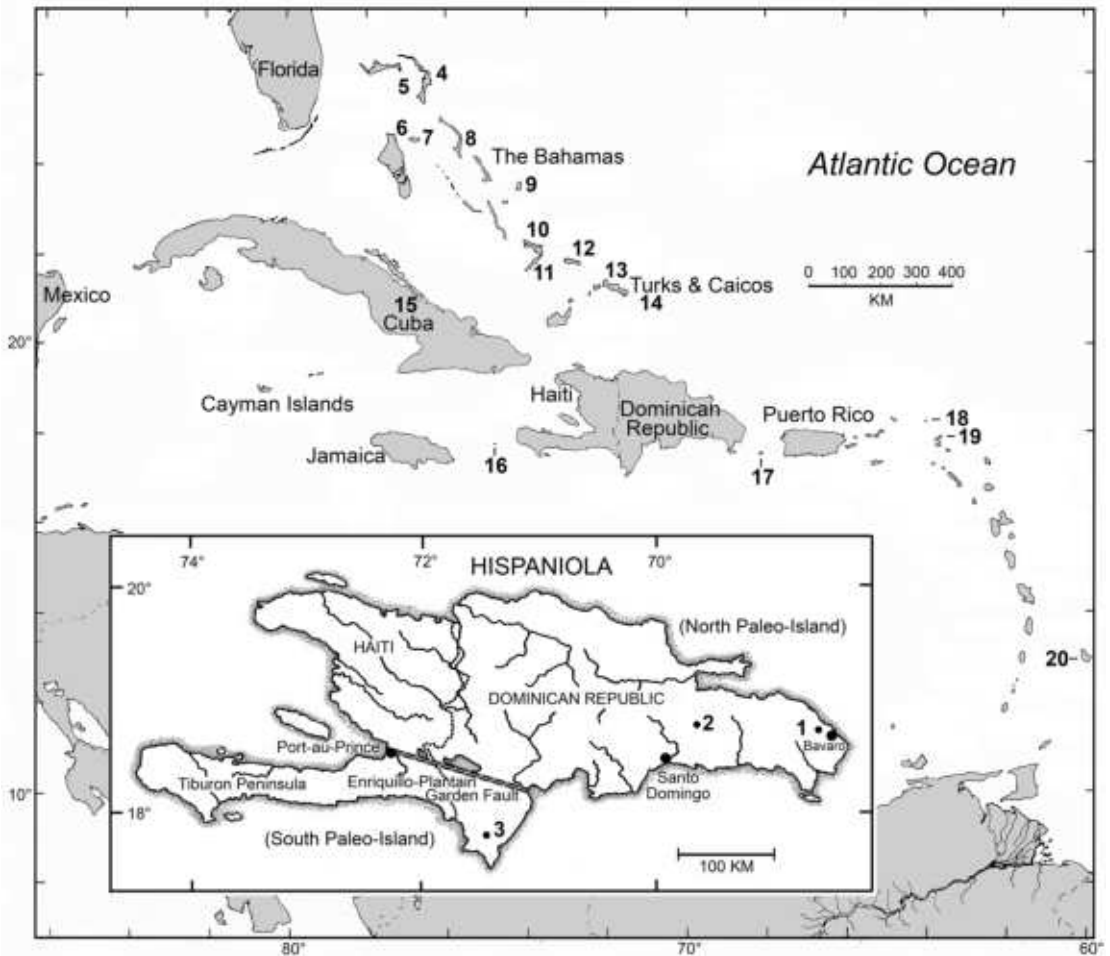 Florida
4
5
6
7
8
The Bahamas
Atlantic Ocean
9
10
12
11
13
Turks & Caicos
14
0 100 200 300 400
KM
Mexico
15
Cuba
20°
Haiti
Cayman Islands
Dominican
Republic
Puerto Rico
18
19
Jamaica
16
17
74°
72°
70°
HISPANIOLA
20°
(North Paleo-Island)
HAITI
20
DOMINICAN REPUBLIC
2
1
Bavaro
Port-au-Prince
Tiburon Peninsula
Enriquillo-Plantain
Garden Fault
Santo
Domingo
10°
18°
(South Paleo-Island)
3
100 KM
80°
70°
60°